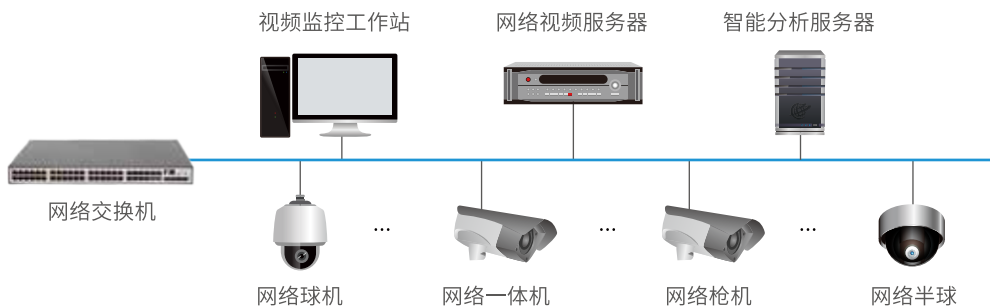 视频监控工作站
网络视频服务器
智能分析服务器
网络交换机
...
...
...
网络球机
网络一体机
网络枪机
网络半球